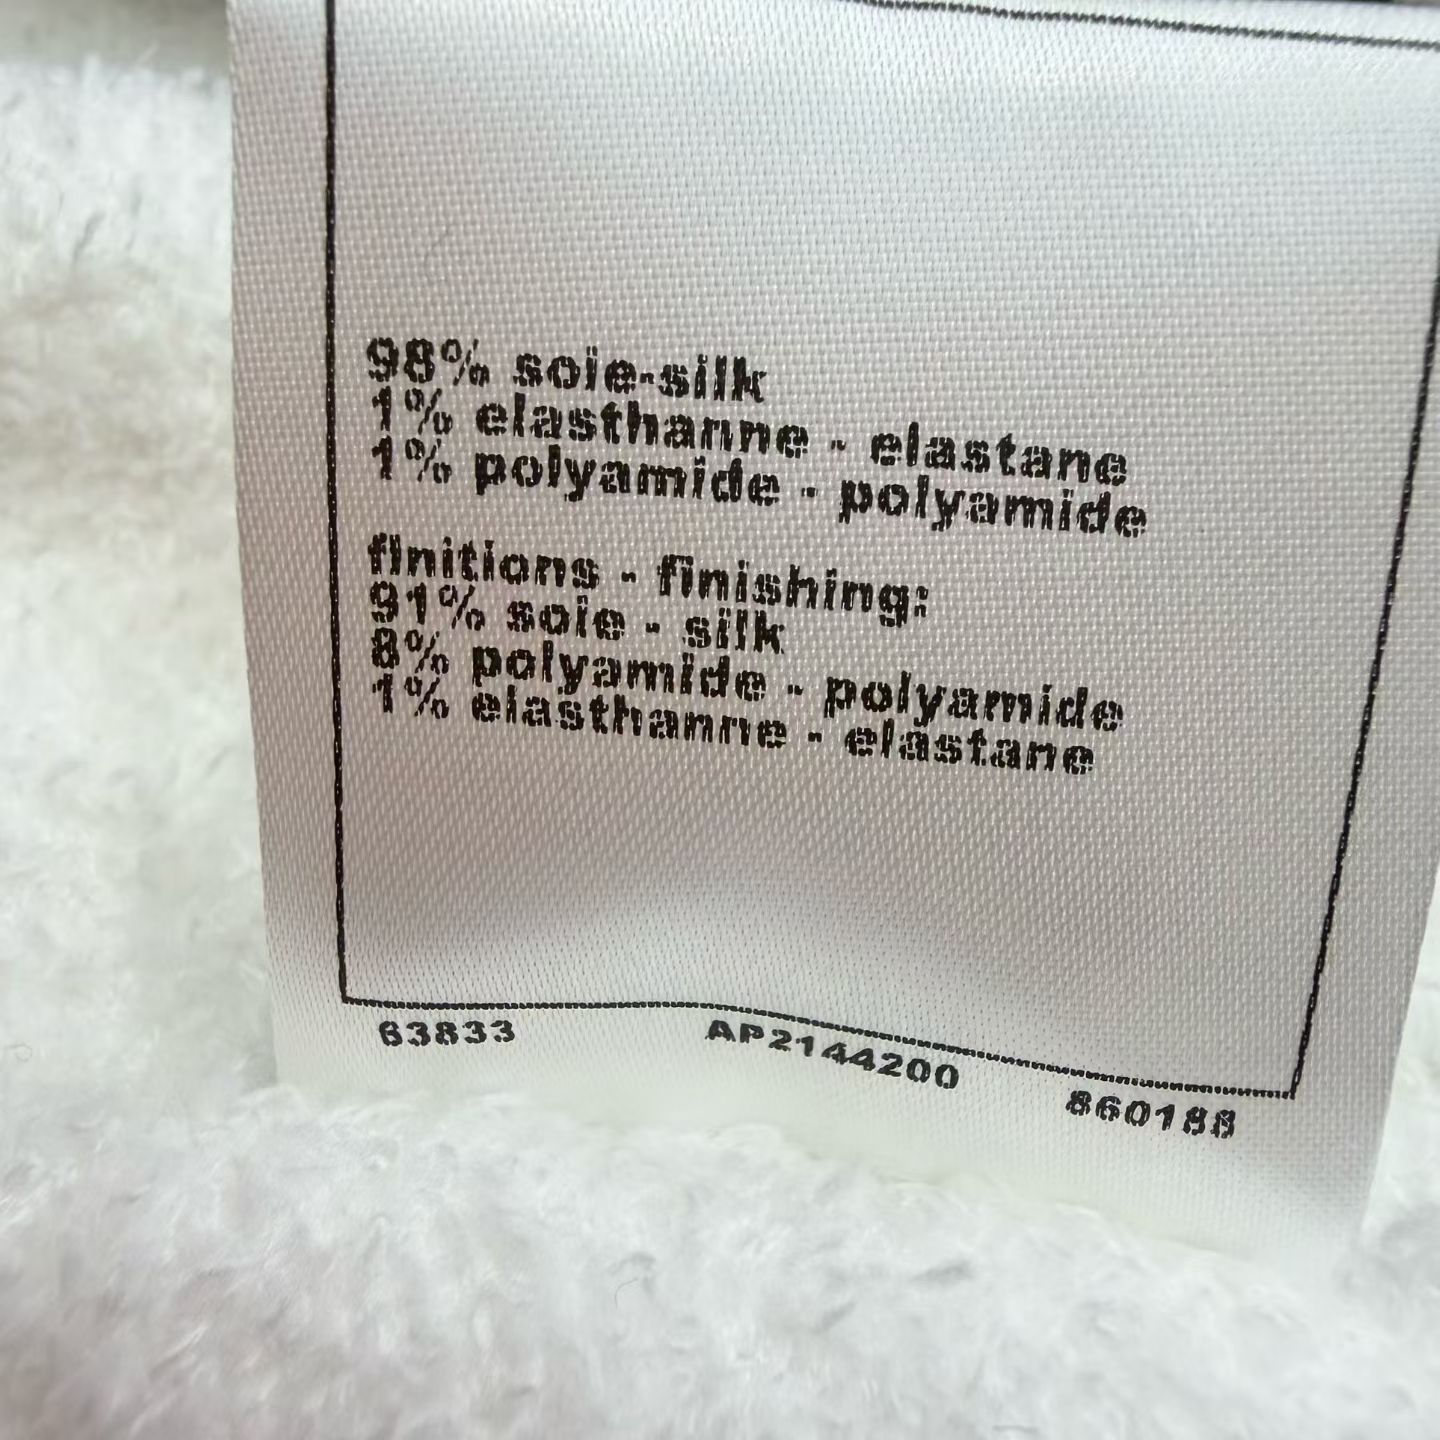 98% soie-silk
1% elasthanne - elastane
1% polyamide - polyamide
finitions - finishing:
91% soie - silk
8% polyamide - polyamide
1% elasthanne - elastane
63833 AP2144200 860188